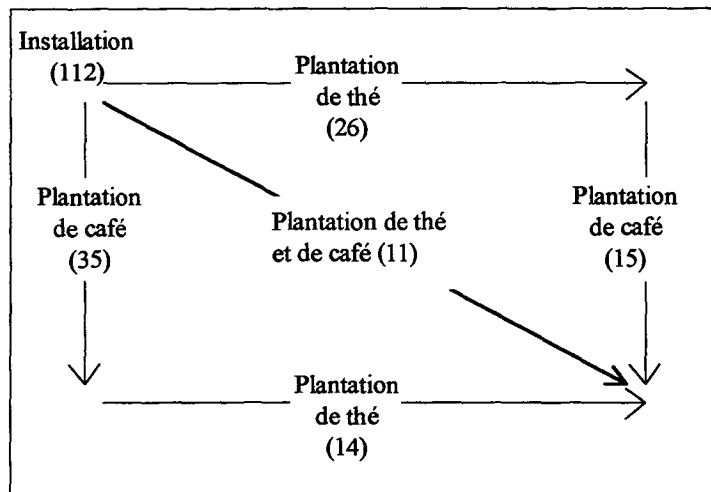 Installation
(112)
Plantation
de thé
(26)
Plantation
de café
(35)
Plantation de thé
et de café (11)
Plantation
de café
(15)
Plantation
de thé
(14)